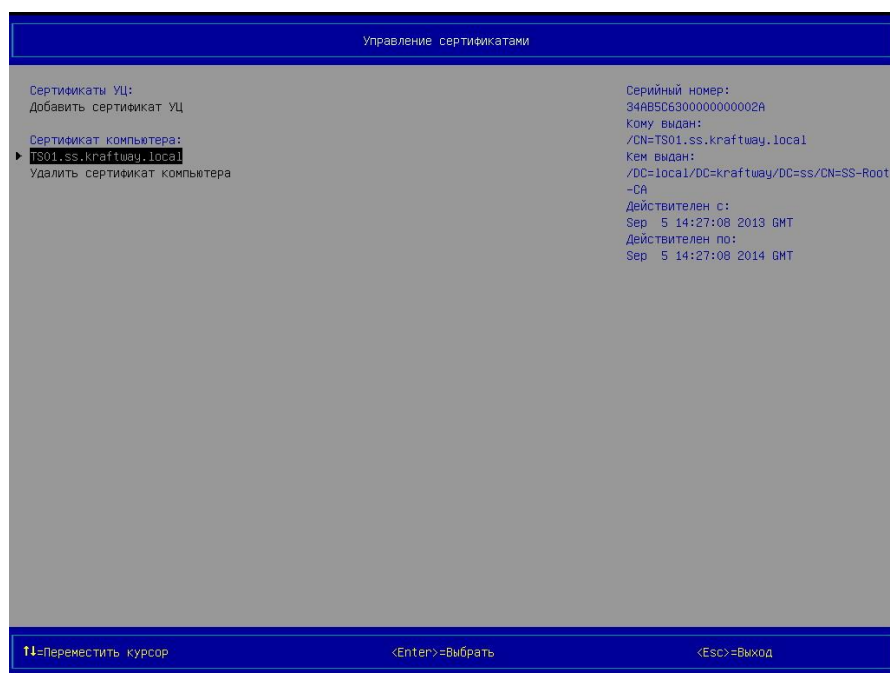 Управление сертификатами
Сертификаты УЦ:
Добавить сертификат УЦ
Сертификат компьютера:
TS01.ss.kraftway.local
Удалить сертификат компьютера
Серийный номер:
34AB5C6300000000002A
Кому выдан:
/CN=TS01.ss.kraftway.local
Кем выдан:
/DC=local/DC=kraftway/DC=ss/CN=SS-Root
-CA
Действителен с:
Sep  5 14:27:08 2013 GMT
Действителен по:
Sep  5 14:27:08 2014 GMT
↑↓=Переместить курсор
<Enter>=Выбрать
<Esc>=Выход